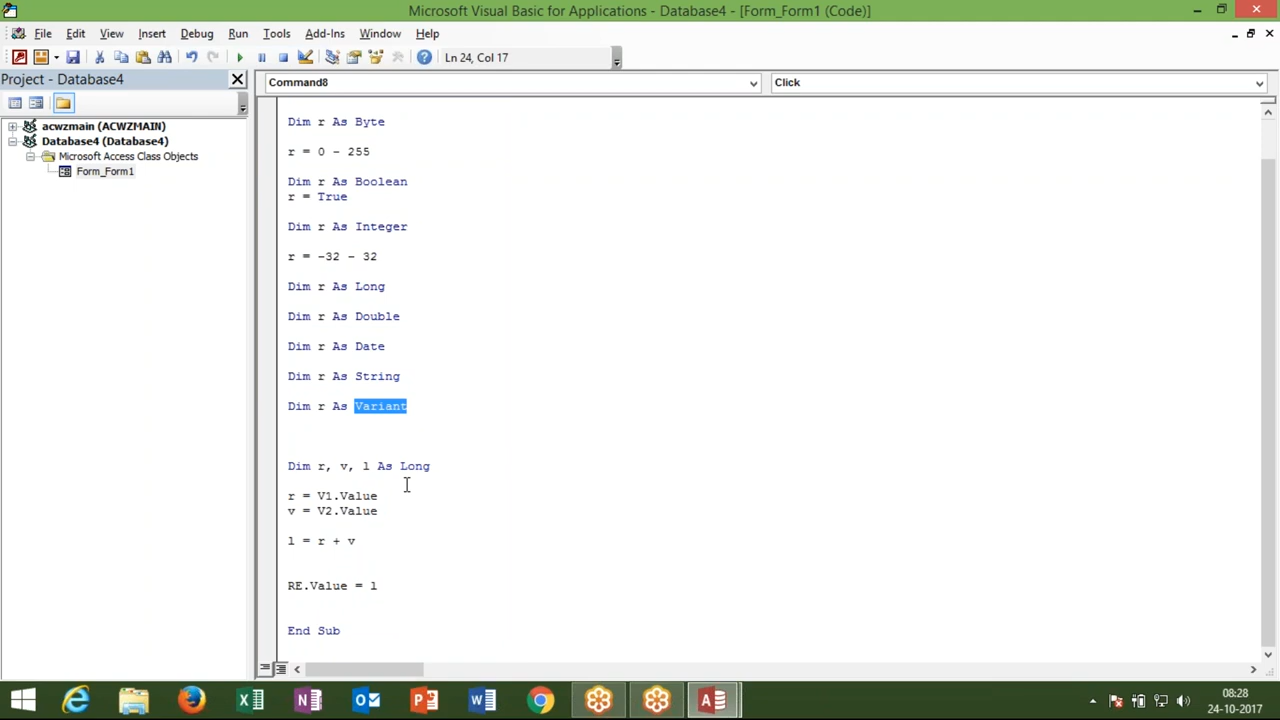 Microsoft Visual Basic for Applications - Database4 - [Form_Form1 (Code)]
File Edit View Insert Debug Run Tools Add-Ins Window Help
Ln 24, Col 17
Project - Database4
Command8
Click
acwzmain (ACWZMAIN)
Database4 (Database4)
Microsoft Access Class Objects
Form_Form1
Dim r As Byte
r = 0 - 255
Dim r As Boolean
r = True
Dim r As Integer
r = -32 - 32
Dim r As Long
Dim r As Double
Dim r As Date
Dim r As String
Dim r As Variant
Dim r, v, l As Long
r = V1.Value
v = V2.Value
l = r + v
RE.Value = l
End Sub
08:28
24-10-2017